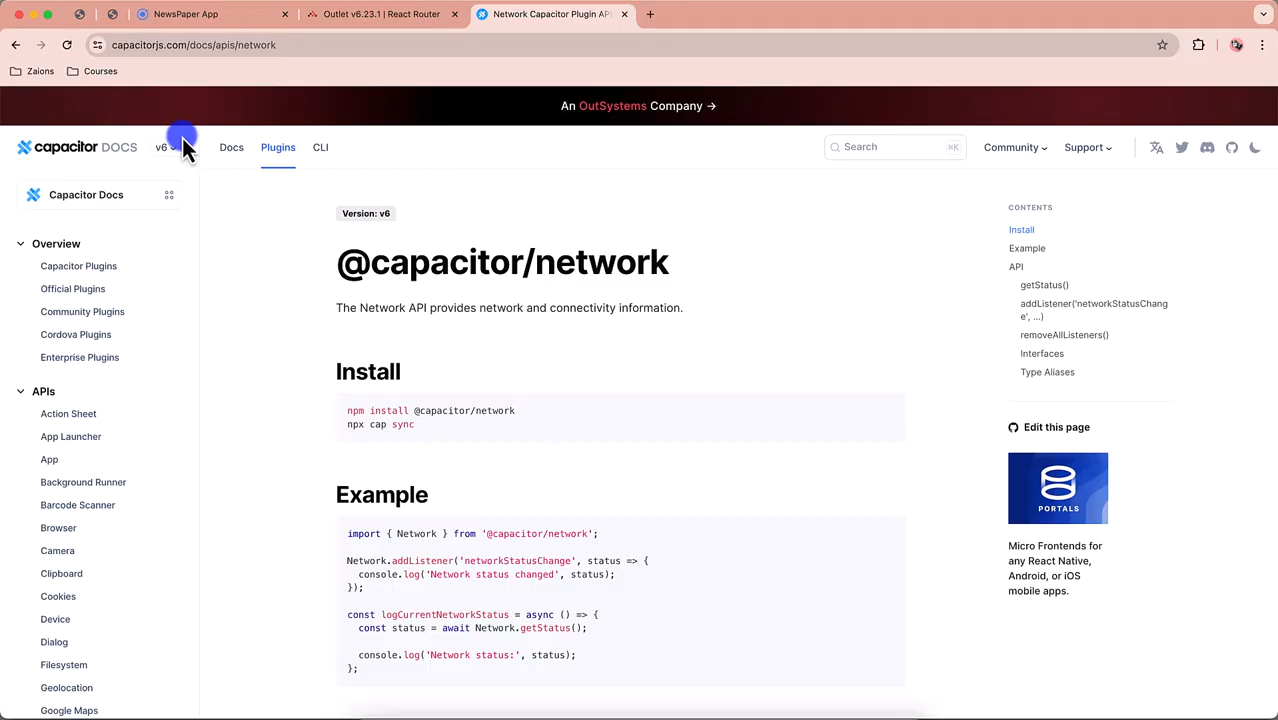 NewsPaper App
Outlet v6.23.1 | React Router
Network Capacitor Plugin API
capacitorjs.com/docs/apis/network
Zaions
Courses
An OutSystems Company →
capacitor DOCS
v6
Docs
Plugins
CLI
Search
⌘K
Community
Support
Capacitor Docs
Overview
Capacitor Plugins
Official Plugins
Community Plugins
Cordova Plugins
Enterprise Plugins
APIs
Action Sheet
App Launcher
App
Background Runner
Barcode Scanner
Browser
Camera
Clipboard
Cookies
Device
Dialog
Filesystem
Geolocation
Google Maps
Version: v6
@capacitor/network
The Network API provides network and connectivity information.
Install
npm install @capacitor/network
npx cap sync
Example
import { Network } from '@capacitor/network';
Network.addListener('networkStatusChange', status => {
console.log('Network status changed', status);
});
const logCurrentNetworkStatus = async () => {
const status = await Network.getStatus();
console.log('Network status:', status);
};
CONTENTS
Install
Example
API
getStatus()
addListener('networkStatusChang
e', ...)
removeAllListeners()
Interfaces
Type Aliases
Edit this page
PORTALS
Micro Frontends for
any React Native,
Android, or iOS
mobile apps.